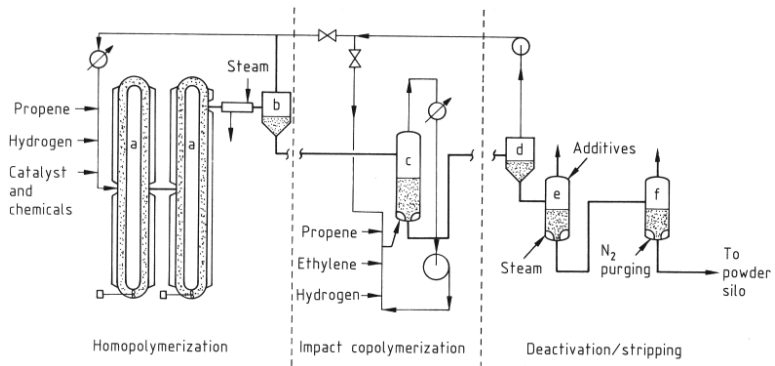 Steam
Propene
Hydrogen
Catalyst
and
chemicals
a
a
b
Homopolymerization
c
Propene
Ethylene
Hydrogen
Impact copolymerization
d
Additives
e
f
Steam
N2
purging
To
powder
silo
Deactivation/stripping